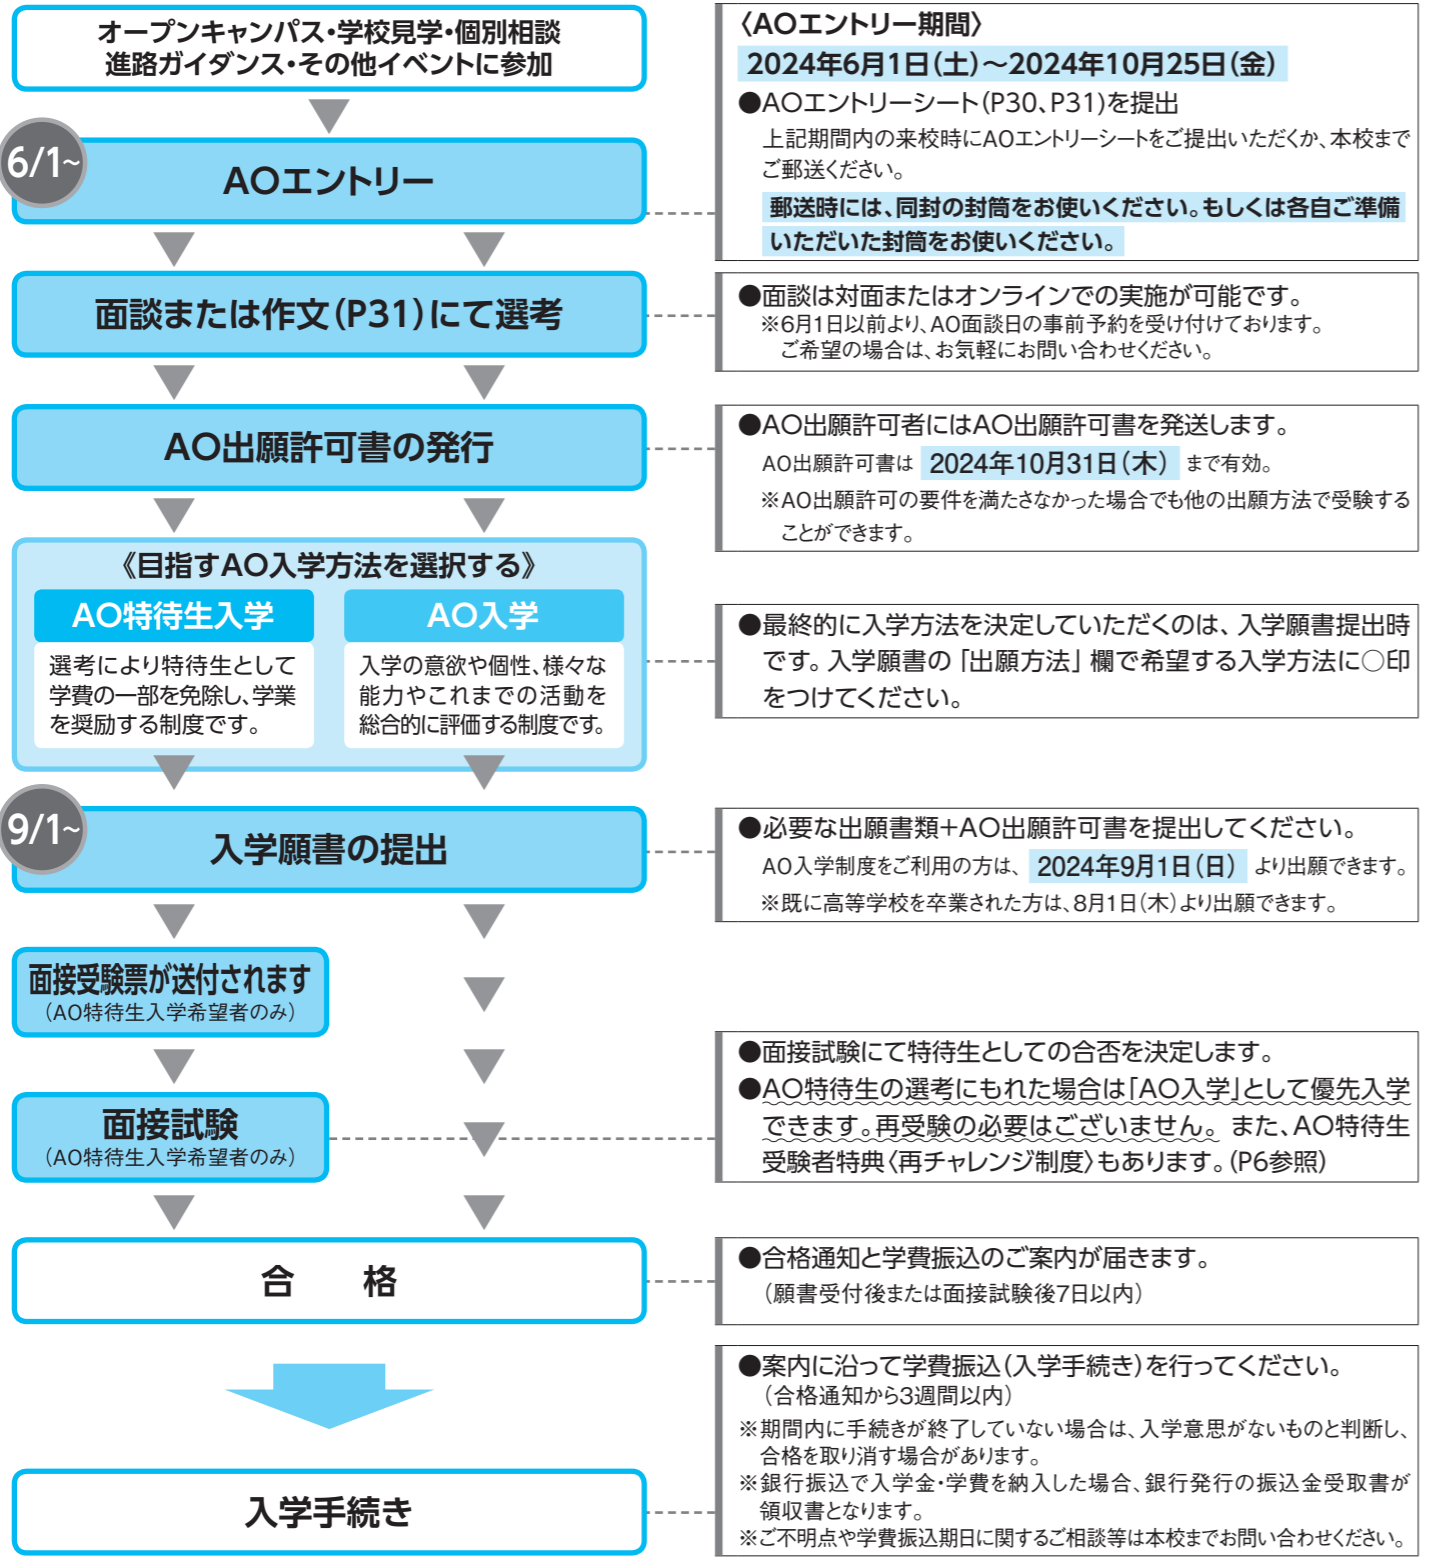 オープンキャンパス・学校見学・個別相談
進路ガイダンス・その他イベントに参加
〈AOエントリー期間〉
2024年6月1日(土)～2024年10月25日(金)
●AOエントリーシート(P30、P31)を提出
上記期間内の来校時にAOエントリーシートをご提出いただくか、本校まで
ご郵送ください。
郵送時には、同封の封筒をお使いください。もしくは各自ご準備
いただいた封筒をお使いください。
6/1~
AOエントリー
面談または作文(P31)にて選考
●面談は対面またはオンラインでの実施が可能です。
※6月1日以前より、AO面談日の事前予約を受け付けております。
ご希望の場合は、お気軽にお問い合わせください。
AO出願許可書の発行
●AO出願許可者にはAO出願許可書を発送します。
AO出願許可書は 2024年10月31日(木) まで有効。
※AO出願許可の要件を満たさなかった場合でも他の出願方法で受験する
ことができます。
《目指すAO入学方法を選択する》
AO特待生入学
選考により特待生として
学費の一部を免除し、学業
を奨励する制度です。
AO入学
入学の意欲や個性、様々な
能力やこれまでの活動を
総合的に評価する制度です。
●最終的に入学方法を決定していただくのは、入学願書提出時
です。入学願書の「出願方法」欄で希望する入学方法に○印
をつけてください。
9/1~
入学願書の提出
●必要な出願書類+AO出願許可書を提出してください。
AO入学制度をご利用の方は、 2024年9月1日(日) より出願できます。
※既に高等学校を卒業された方は、8月1日(木)より出願できます。
面接受験票が送付されます
(AO特待生入学希望者のみ)
面接試験
(AO特待生入学希望者のみ)
●面接試験にて特待生としての合否を決定します。
●AO特待生の選考にもれた場合は「AO入学」として優先入学
できます。再受験の必要はございません。また、AO特待生
受験者特典〈再チャレンジ制度〉もあります。(P6参照)
合　格
●合格通知と学費振込のご案内が届きます。
(願書受付後または面接試験後7日以内)
入学手続き
●案内に沿って学費振込(入学手続き)を行ってください。
(合格通知から3週間以内)
※期間内に手続きが終了していない場合は、入学意思がないものと判断し、
合格を取り消す場合があります。
※銀行振込で入学金・学費を納入した場合、銀行発行の振込金受取書が
領収書となります。
※ご不明点や学費振込期日に関するご相談等は本校までお問い合わせください。